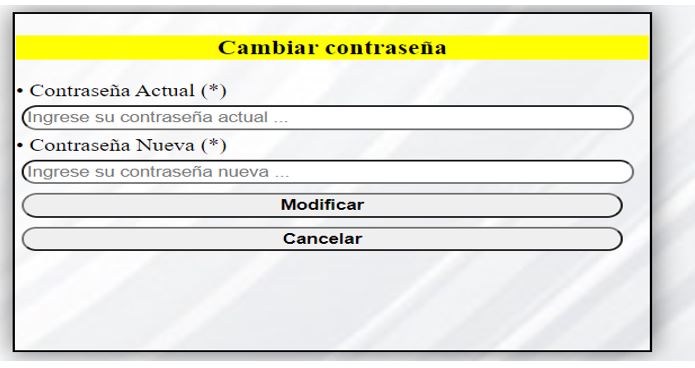 Cambiar contraseña
• Contraseña Actual (*)
Ingrese su contraseña actual ...
• Contraseña Nueva (*)
Ingrese su contraseña nueva ...
Modificar
Cancelar